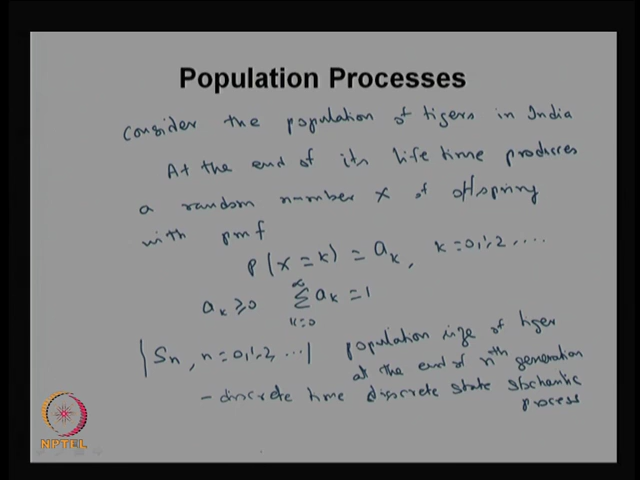 Population Processes
Consider the population of tigers in India
At the end of its life time produces
a random number X of offspring
with pmf
P(X = k) = a_k, k = 0, 1, 2, ....
a_k ≥ 0 ∑_{k=0}^{∞} a_k = 1
{S_n, n = 0, 1, 2, ...} population size of tiger
at the end of n^th generation
- discrete time discrete state stochastic
process
NPTEL